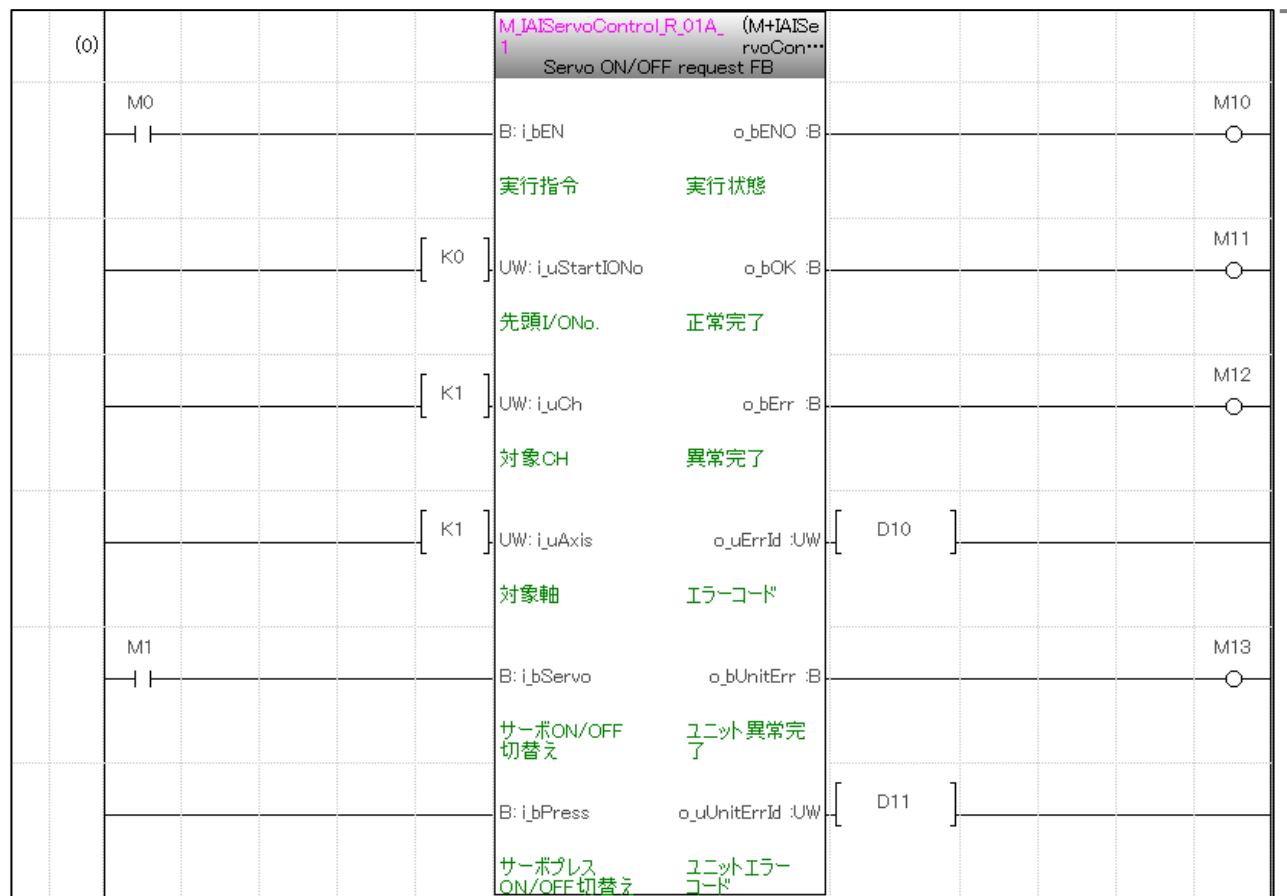 (0)
M_IAIServoControl_R_01A_ (M+IAISe
1 rvoCon…
Servo ON/OFF request FB
M0
M10
B: i_bEN o_bENO :B
実行指令 実行状態
M11
K0
UW: i_uStartIONo o_bOK :B
先頭I/ONo. 正常完了
M12
K1
UW: i_uCh o_bErr :B
対象CH 異常完了
K1
D10
UW: i_uAxis o_uErrId :UW
対象軸 エラーコード
M1
M13
B: i_bServo o_bUnitErr :B
サーボON/OFF ユニット異常完
切替え 了
D11
B: i_bPress o_uUnitErrId :UW
サーボプレス ユニットエラー
ON/OFF切替え コード